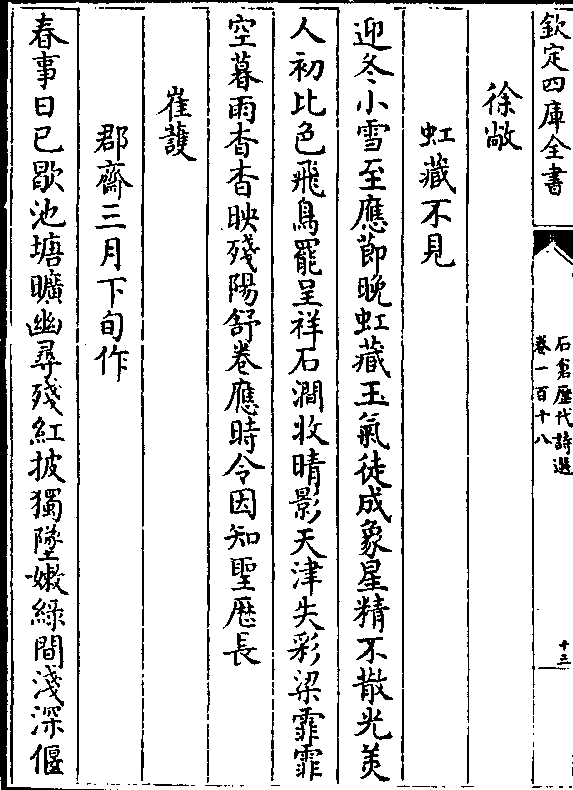 欽定四庫全書
石倉歷代詩選
卷一百十八
十三
徐敞
虹藏不見
迎冬小雪至應莭晚虹藏玉氣徒成象星精不散光羙
人初比色飛鳥罷呈祥石澗收晴影天津失彩梁霏霏
空暮雨杳杳映殘陽舒卷應時令因知聖厯長
崔護
郡齋三月下旬作
春事日已歇池塘曠幽尋殘紅披獨墜嫩緑間淺深偃